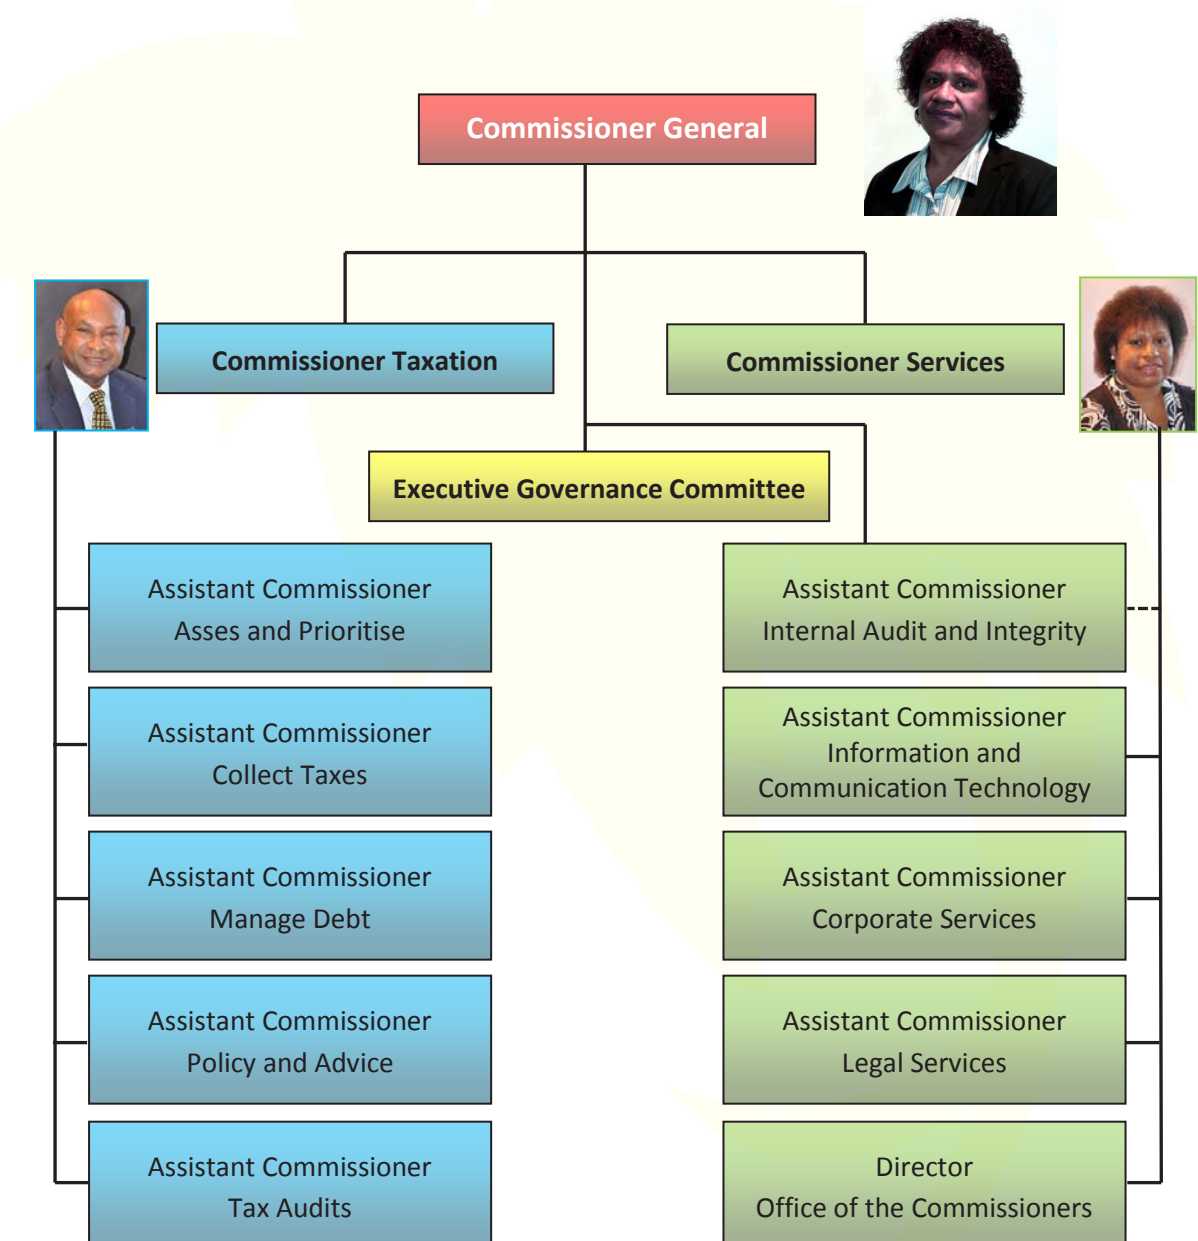 Commissioner General
Commissioner Taxation
Commissioner Services
Executive Governance Committee
Assistant Commissioner
Asses and Prioritise
Assistant Commissioner
Collect Taxes
Assistant Commissioner
Manage Debt
Assistant Commissioner
Policy and Advice
Assistant Commissioner
Tax Audits
Assistant Commissioner
Internal Audit and Integrity
Assistant Commissioner
Information and
Communication Technology
Assistant Commissioner
Corporate Services
Assistant Commissioner
Legal Services
Director
Office of the Commissioners